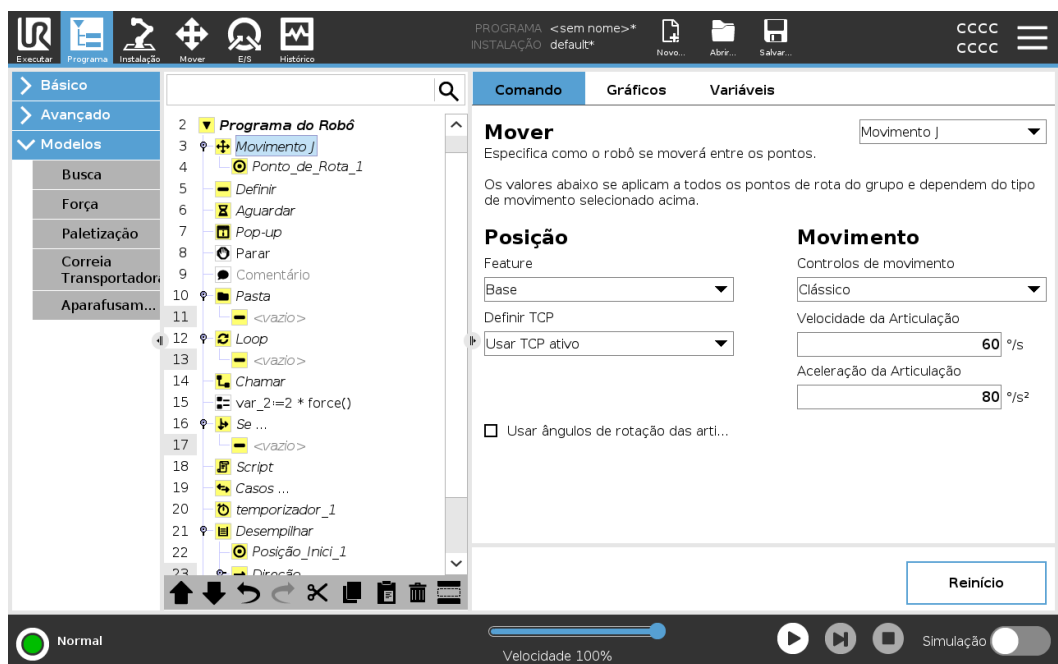 UR
PROGRAMA <sem nome>*
INSTALAÇÃO default*
CCCC
CCCC
Executar Programa Instalação Mover E/S Histórico
Novo... Abrir... Salvar...
Básico
Avançado
Modelos
Busca
Força
Paletização
Correia
Transportador
Aparafusam...
2 Programa do Robô
3 Movimento J
4 Ponto_de_Rota_1
5 Definir
6 Aguardar
7 Pop-up
8 Parar
9 Comentário
10 Pasta
11 <vazio>
12 Loop
13 <vazio>
14 Chamar
15 var_2:=2 * force()
16 Se ...
17 <vazio>
18 Script
19 Casos ...
20 temporizador_1
21 Desempilhar
22 Posição_Inici_1
23 Direção
Comando Gráficos Variáveis
Mover
Movimento J
Especifica como o robô se moverá entre os pontos.
Os valores abaixo se aplicam a todos os pontos de rota do grupo e dependem do tipo
de movimento selecionado acima.
Posição
Feature
Base
Definir TCP
Usar TCP ativo
Usar ângulos de rotação das arti...
Movimento
Controlos de movimento
Clássico
Velocidade da Articulação
60 °/s
Aceleração da Articulação
80 °/s²
Reinício
Normal
Velocidade 100%
Simulação